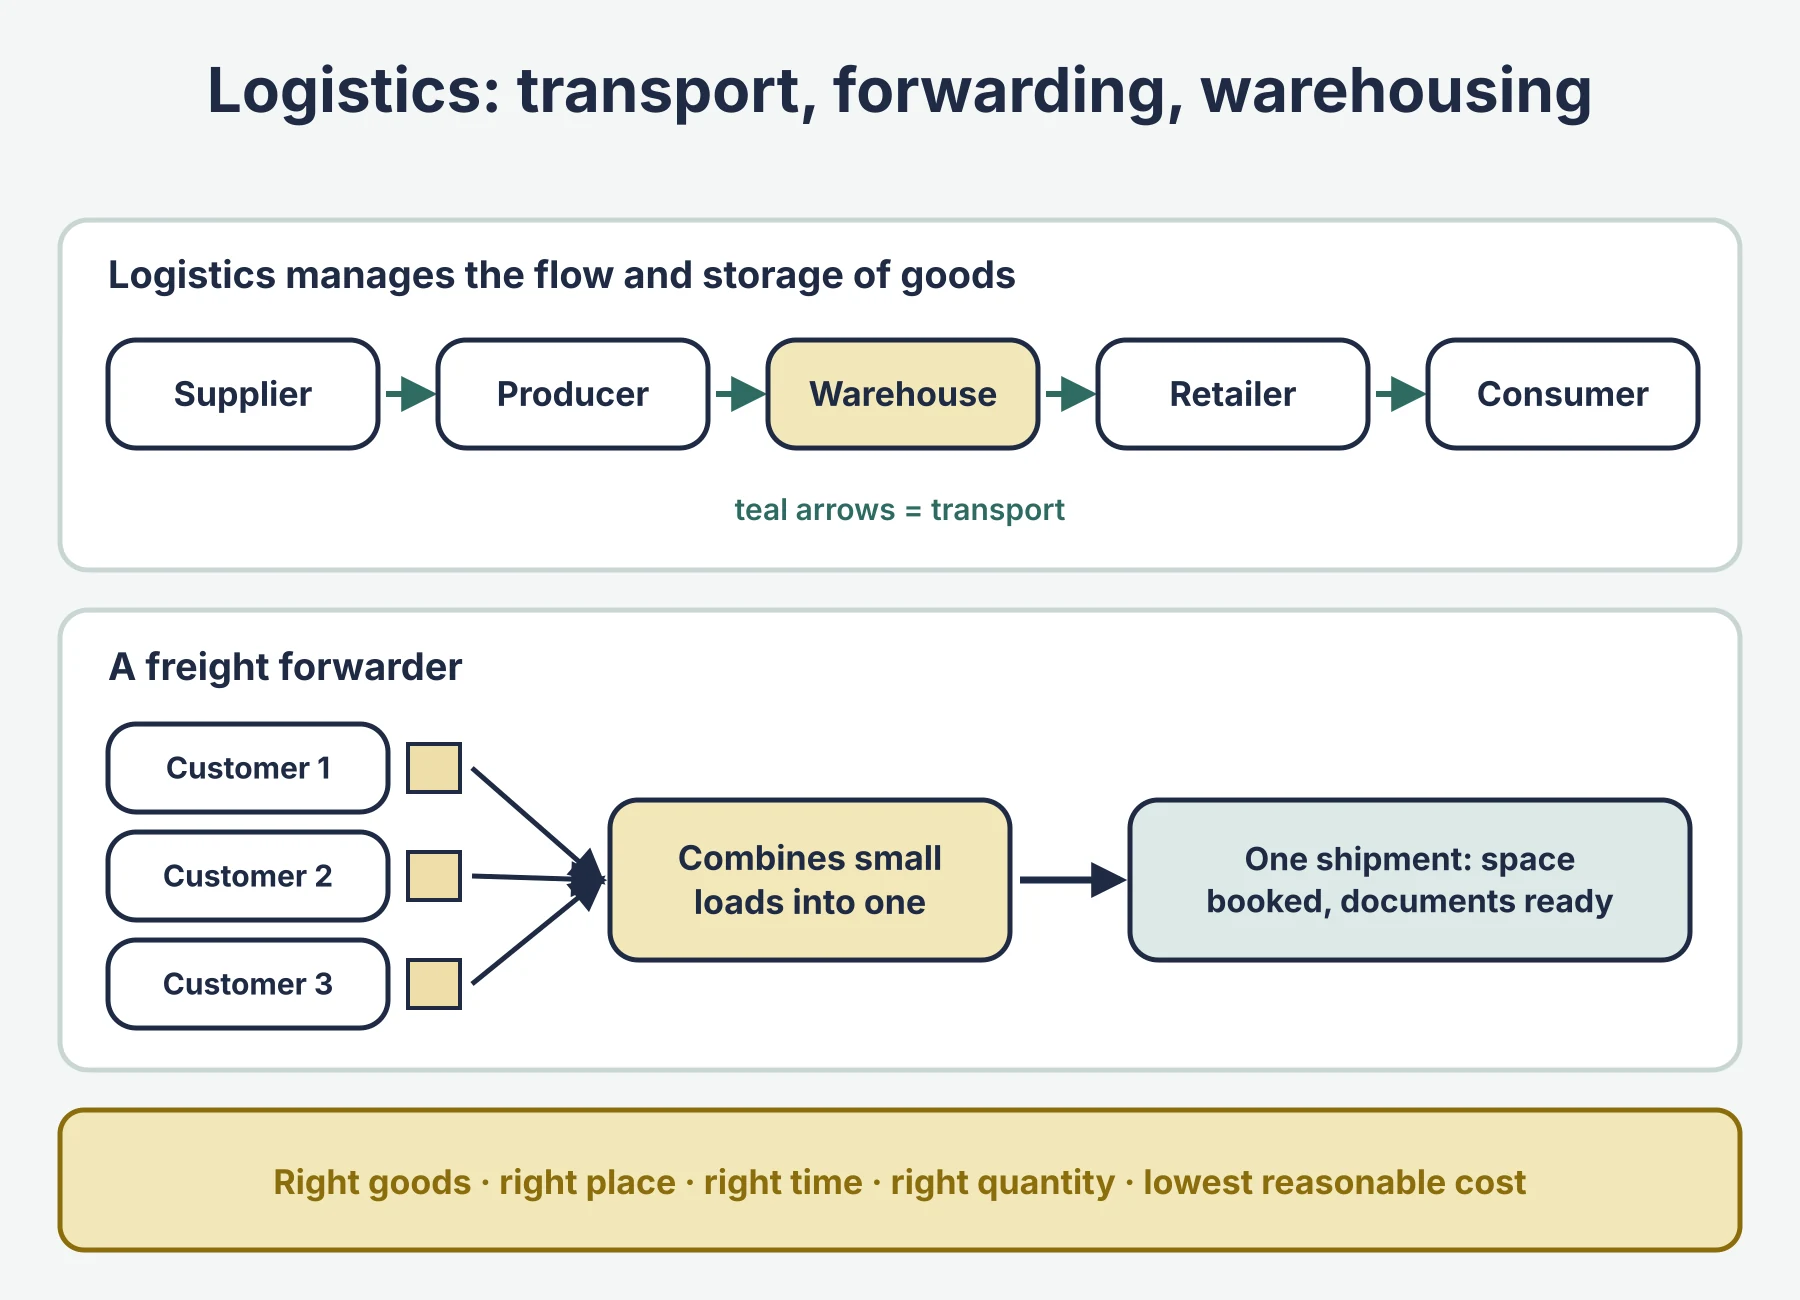 Logistics: transport, forwarding, warehousing
Logistics manages the flow and storage of goods
Supplier
Producer
Warehouse
Retailer
Consumer
teal arrows = transport
A freight forwarder
Customer 1
Customer 2
Customer 3
Combines small
loads into one
One shipment: space
booked, documents ready
Right goods · right place · right time · right quantity · lowest reasonable cost